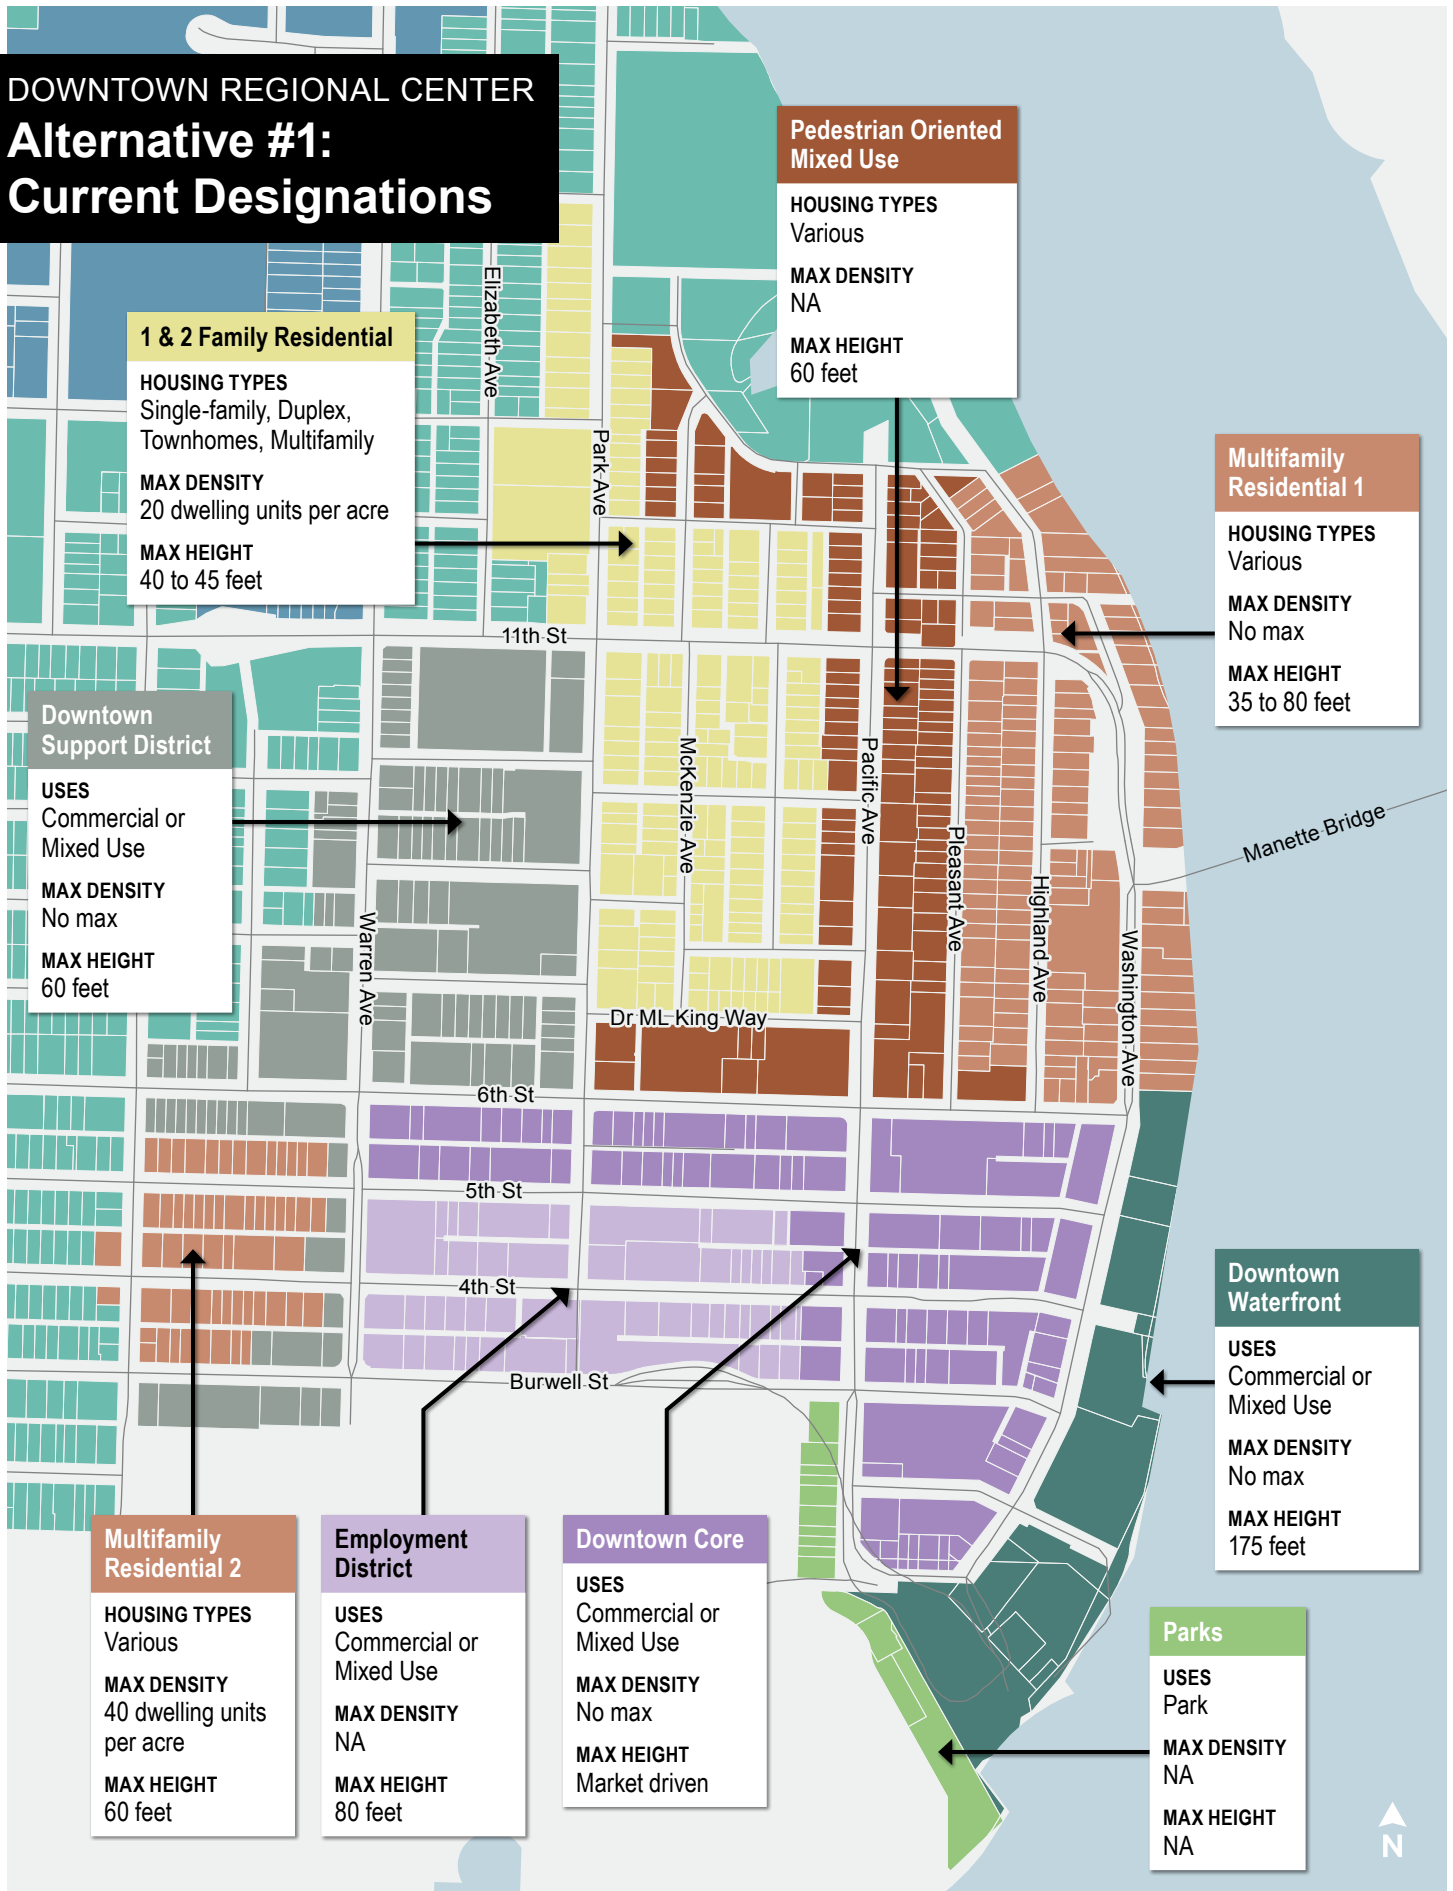 DOWNTOWN REGIONAL CENTER
Alternative #1:
Current Designations
Pedestrian Oriented
Mixed Use
HOUSING TYPES
Various
MAX DENSITY
NA
MAX HEIGHT
60 feet
1 & 2 Family Residential
HOUSING TYPES
Single-family, Duplex,
Townhomes, Multifamily
MAX DENSITY
20 dwelling units per acre
MAX HEIGHT
40 to 45 feet
Multifamily
Residential 1
HOUSING TYPES
Various
MAX DENSITY
No max
MAX HEIGHT
35 to 80 feet
Downtown
Support District
USES
Commercial or
Mixed Use
MAX DENSITY
No max
MAX HEIGHT
60 feet
Elizabeth Ave
Park Ave
11th St
McKenzie Ave
Pacific Ave
Pleasant Ave
Highland Ave
Washington Ave
Manette Bridge
Warren Ave
Dr ML King Way
6th St
5th St
4th St
Burwell St
Downtown
Waterfront
USES
Commercial or
Mixed Use
MAX DENSITY
No max
MAX HEIGHT
175 feet
Multifamily
Residential 2
HOUSING TYPES
Various
MAX DENSITY
40 dwelling units
per acre
MAX HEIGHT
60 feet
Employment
District
USES
Commercial or
Mixed Use
MAX DENSITY
NA
MAX HEIGHT
80 feet
Downtown Core
USES
Commercial or
Mixed Use
MAX DENSITY
No max
MAX HEIGHT
Market driven
Parks
USES
Park
MAX DENSITY
NA
MAX HEIGHT
NA
N